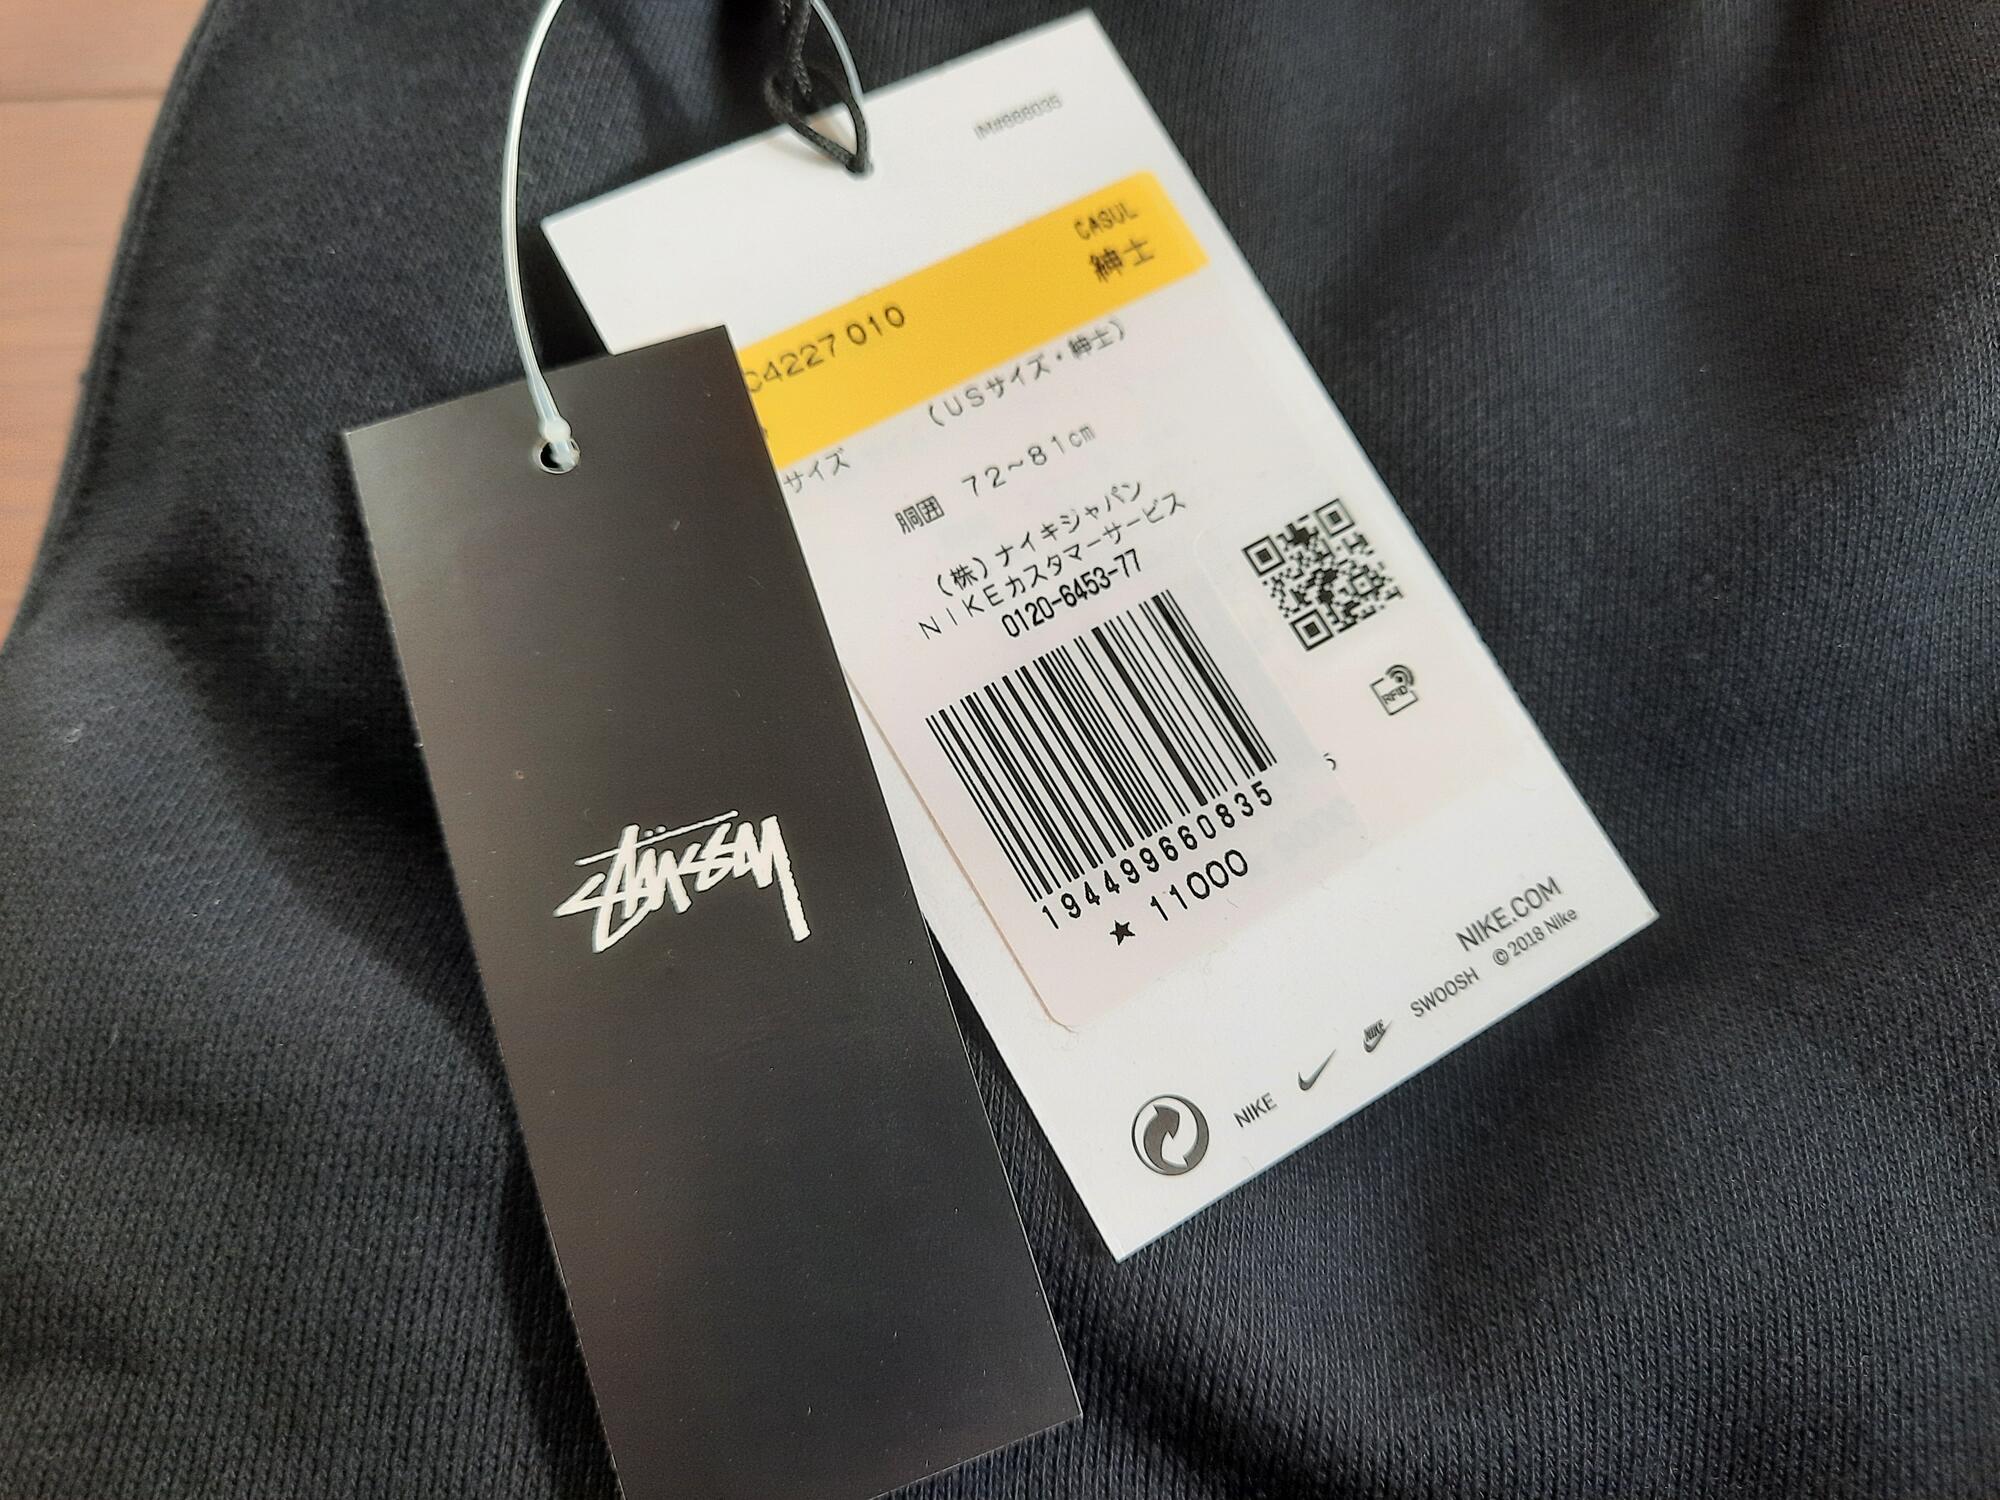 IM#888035
CASUL
紳士
C4227 010
(USサイズ・紳士)
サイズ
胴囲 72~81cm
(株)ナイキジャパン
NIKEカスタマーサービス
0120-6453-77
RFID
194499660835
★ 11000
NIKE.COM
© 2018 Nike
NIKE NIKE SWOOSH
STÜSSY